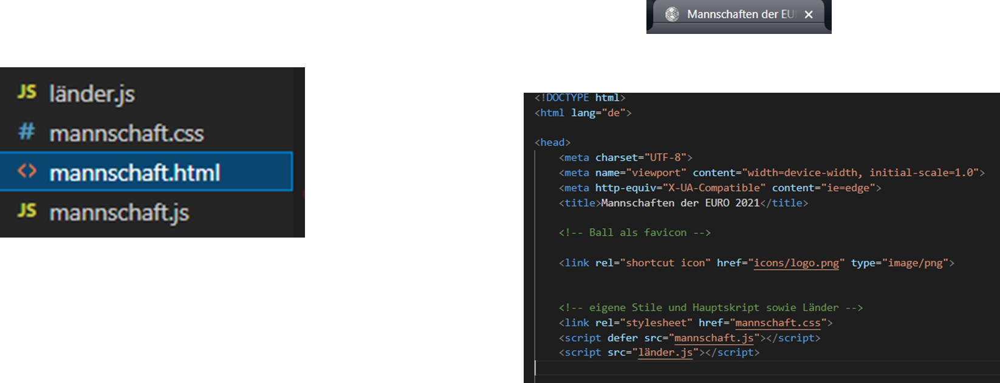 Mannschaften der EU
JS länder.js
# mannschaft.css
<> mannschaft.html
JS mannschaft.js
<!DOCTYPE html>
<html lang="de">
<head>
<meta charset="UTF-8">
<meta name="viewport" content="width=device-width, initial-scale=1.0">
<meta http-equiv="X-UA-Compatible" content="ie=edge">
<title>Mannschaften der EURO 2021</title>
<!-- Ball als favicon -->
<link rel="shortcut icon" href="icons/logo.png" type="image/png">
<!-- eigene Stile und Hauptskript sowie Länder -->
<link rel="stylesheet" href="mannschaft.css">
<script defer src="mannschaft.js"></script>
<script src="länder.js"></script>